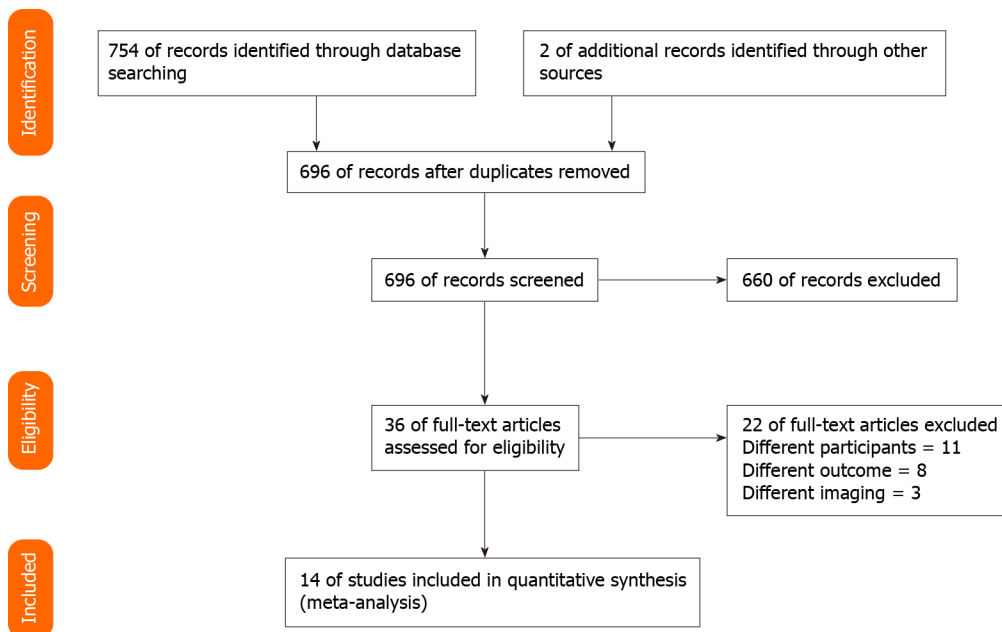 Identification
754 of records identified through database
searching
2 of additional records identified through other
sources
696 of records after duplicates removed
Screening
696 of records screened
660 of records excluded
Eligibility
36 of full-text articles
assessed for eligibility
22 of full-text articles excluded
Different participants = 11
Different outcome = 8
Different imaging = 3
Included
14 of studies included in quantitative synthesis
(meta-analysis)